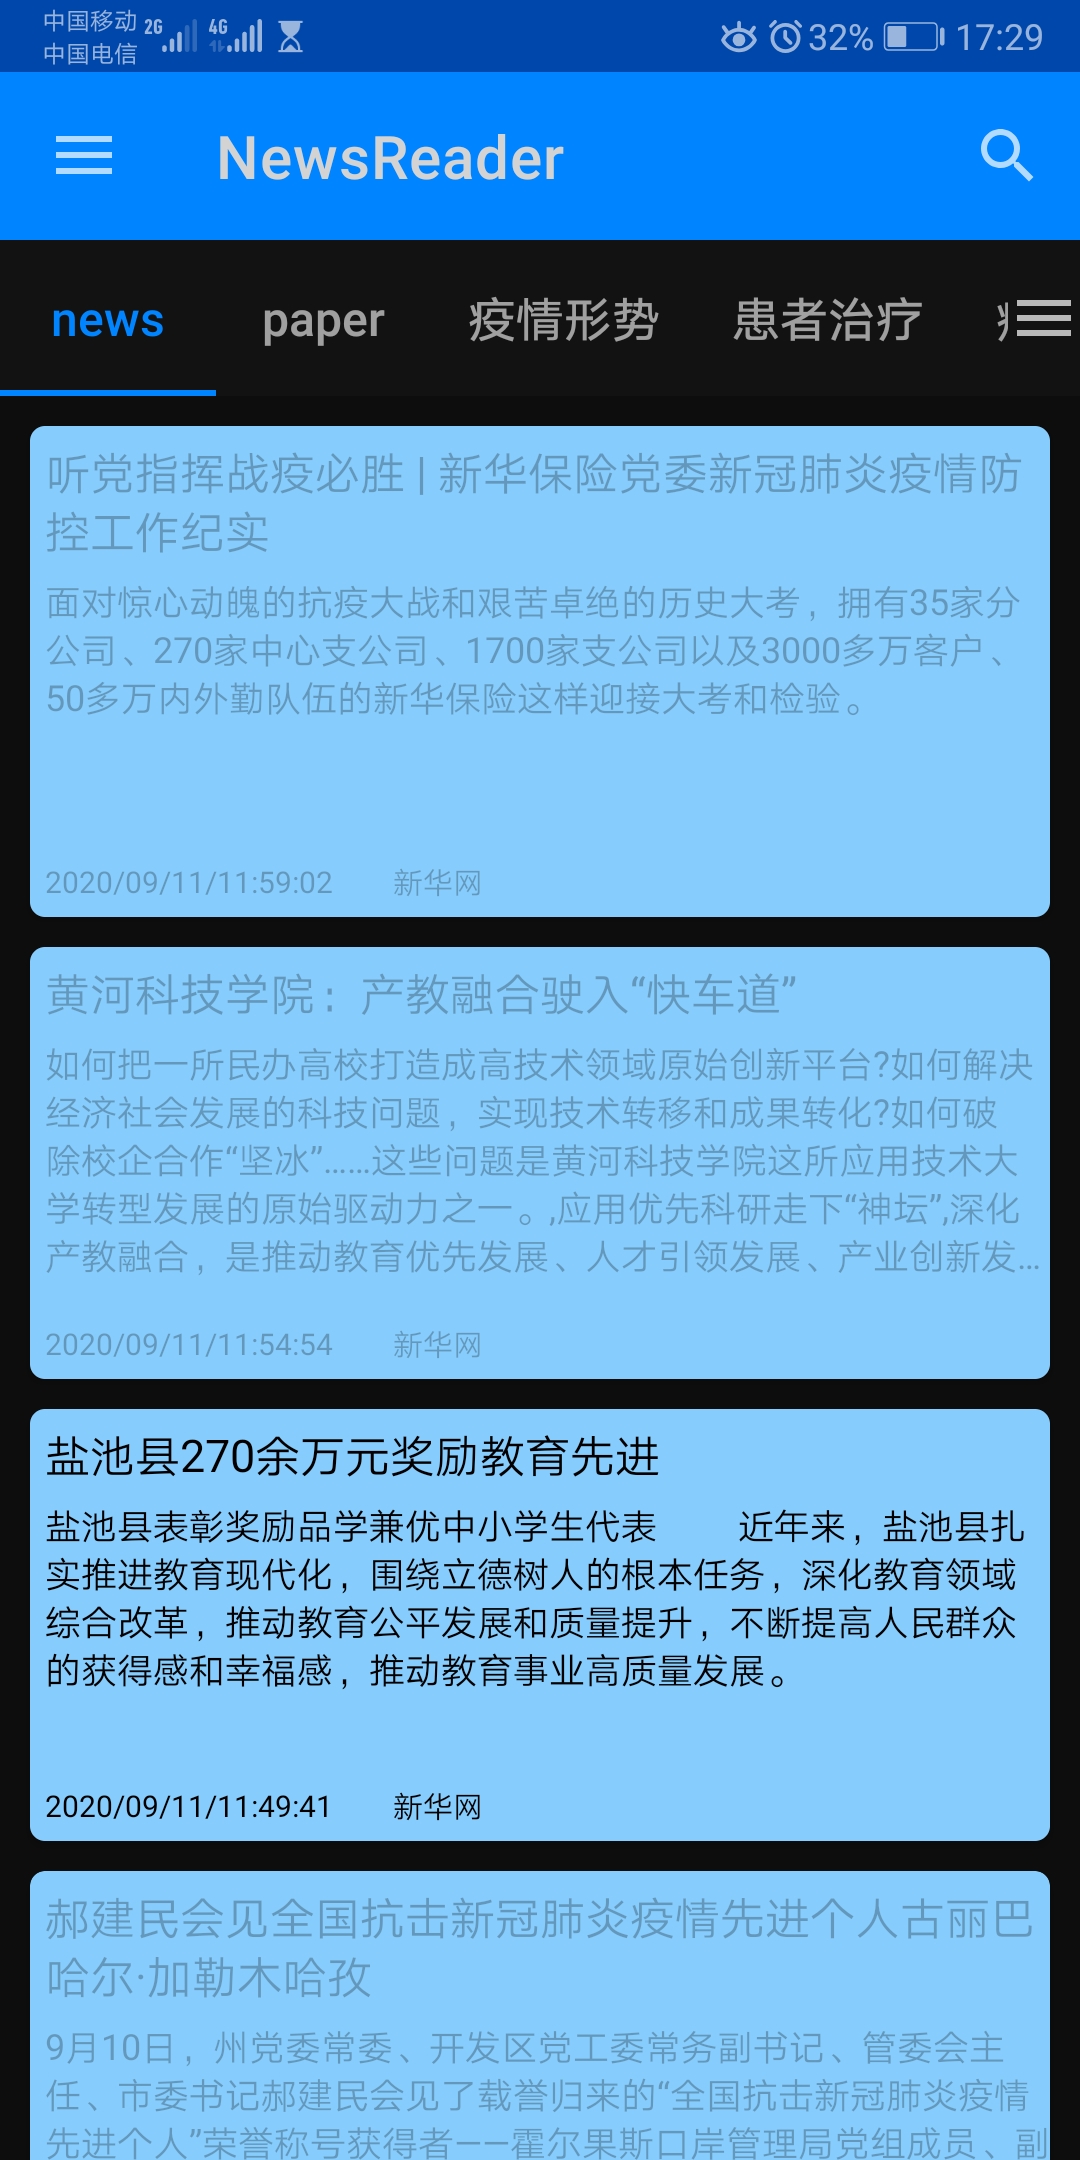 中国移动 2G 4G 32% 17:29
中国电信
NewsReader
news paper 疫情形势 患者治疗
听党指挥战疫必胜 | 新华保险党委新冠肺炎疫情防
控工作纪实
面对惊心动魄的抗疫大战和艰苦卓绝的历史大考，拥有35家分
公司、270家中心支公司、1700家支公司以及3000多万客户、
50多万内外勤队伍的新华保险这样迎接大考和检验。
2020/09/11/11:59:02 新华网
黄河科技学院：产教融合驶入“快车道”
如何把一所民办高校打造成高技术领域原始创新平台?如何解决
经济社会发展的科技问题，实现技术转移和成果转化?如何破
除校企合作“坚冰”……这些问题是黄河科技学院这所应用技术大
学转型发展的原始驱动力之一。,应用优先科研走下“神坛”,深化
产教融合，是推动教育优先发展、人才引领发展、产业创新发...
2020/09/11/11:54:54 新华网
盐池县270余万元奖励教育先进
盐池县表彰奖励品学兼优中小学生代表 近年来，盐池县扎
实推进教育现代化，围绕立德树人的根本任务，深化教育领域
综合改革，推动教育公平发展和质量提升，不断提高人民群众
的获得感和幸福感，推动教育事业高质量发展。
2020/09/11/11:49:41 新华网
郝建民会见全国抗击新冠肺炎疫情先进个人古丽巴
哈尔·加勒木哈孜
9月10日，州党委常委、开发区党工委常务副书记、管委会主
任、市委书记郝建民会见了载誉归来的“全国抗击新冠肺炎疫情
先进个人”荣誉称号获得者——霍尔果斯口岸管理局党组成员、副